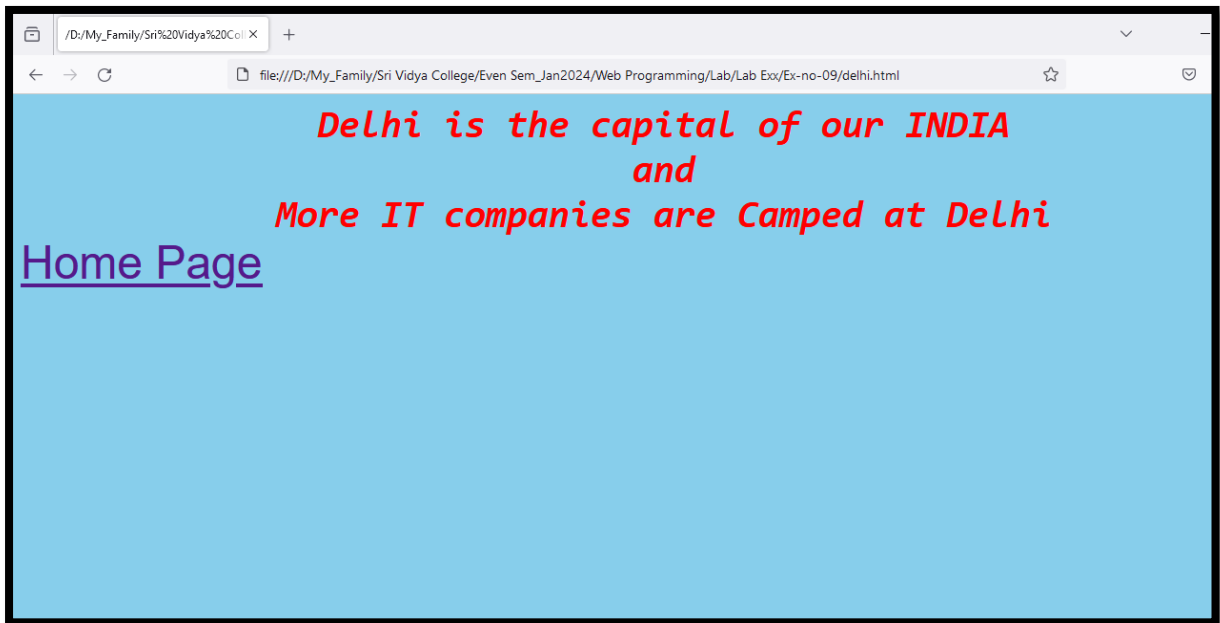 /D:/My_Family/Sri%20Vidya%20Coll
file:///D:/My_Family/Sri Vidya College/Even Sem_Jan2024/Web Programming/Lab/Lab Exx/Ex-no-09/delhi.html
Delhi is the capital of our INDIA
and
More IT companies are Camped at Delhi
Home Page